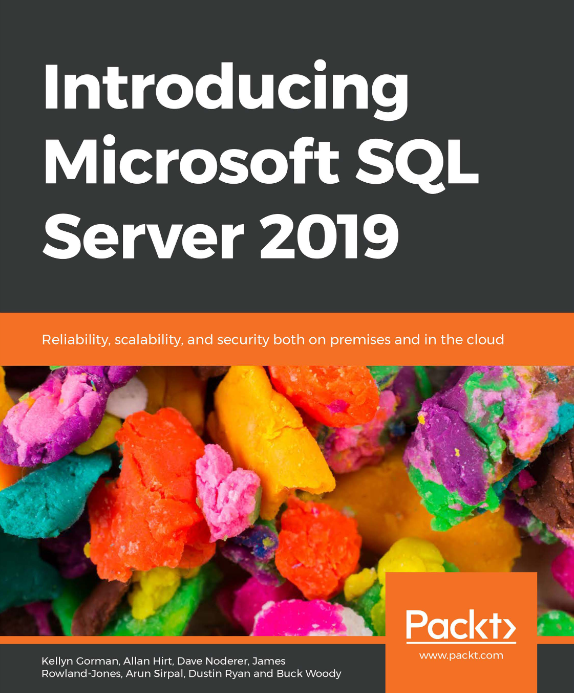 Introducing
Microsoft SQL
Server 2019
Reliability, scalability, and security both on premises and in the cloud
Packt>
www.packt.com
Kellyn Gorman, Allan Hirt, Dave Noderer, James
Rowland-Jones, Arun Sirpal, Dustin Ryan and Buck Woody